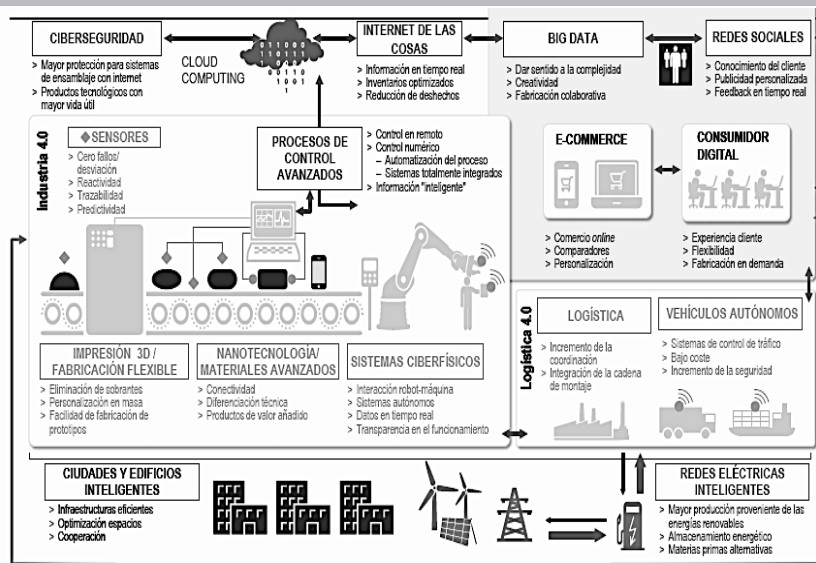 CIBERSEGURIDAD
> Mayor protección para sistemas
de ensamblaje con internet
> Productos tecnológicos con
mayor vida útil
CLOUD
COMPUTING
INTERNET DE LAS
COSAS
> Información en tiempo real
> Inventarios optimizados
> Reducción de deshechos
BIG DATA
> Dar sentido a la complejidad
> Creatividad
> Fabricación colaborativa
REDES SOCIALES
> Conocimiento del cliente
> Publicidad personalizada
> Feedback en tiempo real
Industria 4.0
SENSORES
> Cero fallos/
desviación
> Reactividad
> Trazabilidad
> Predictividad
PROCESOS DE
CONTROL
AVANZADOS
> Control en remoto
> Control numérico
– Automatización del proceso
– Sistemas totalmente integrados
> Información "inteligente"
E-COMMERCE
> Comercio online
> Comparadores
> Personalización
CONSUMIDOR
DIGITAL
> Experiencia cliente
> Flexibilidad
> Fabricación en demanda
IMPRESIÓN 3D /
FABRICACIÓN FLEXIBLE
> Eliminación de sobrantes
> Personalización en masa
> Facilidad de fabricación de
prototipos
NANOTECNOLOGÍA/
MATERIALES AVANZADOS
> Conectividad
> Diferenciación técnica
> Productos de valor añadido
SISTEMAS CIBERFÍSICOS
> Interacción robot-máquina
> Sistemas autónomos
> Datos en tiempo real
> Transparencia en el funcionamiento
Logística 4.0
LOGÍSTICA
> Incremento de la
coordinación
> Integración de la cadena
de montaje
VEHÍCULOS AUTÓNOMOS
> Sistemas de control de tráfico
> Bajo coste
> Incremento de la seguridad
CIUDADES Y EDIFICIOS
INTELIGENTES
> Infraestructuras eficientes
> Optimización espacios
> Cooperación
REDES ELÉCTRICAS
INTELIGENTES
> Mayor producción proveniente de las
energías renovables
> Almacenamiento energético
> Materias primas alternativas